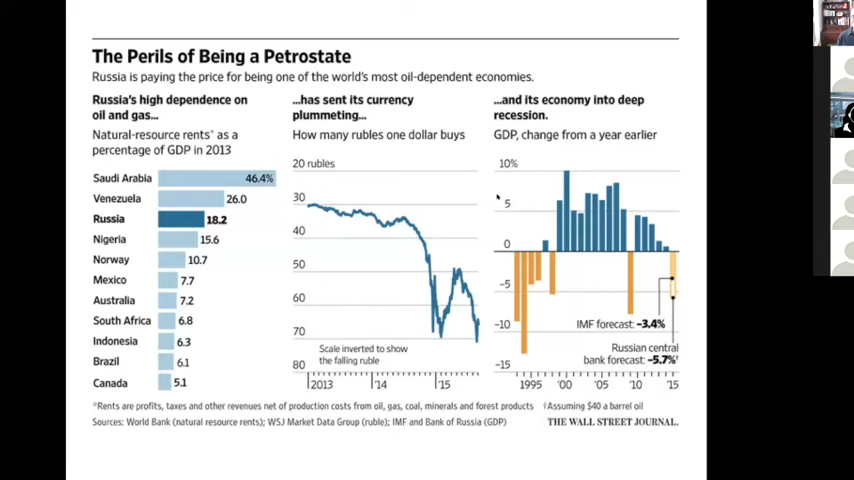 The Perils of Being a Petrostate
Russia is paying the price for being one of the world's most oil-dependent economies.
Russia's high dependence on
oil and gas...
Natural-resource rents* as a
percentage of GDP in 2013
Saudi Arabia 46.4%
Venezuela 26.0
Russia 18.2
Nigeria 15.6
Norway 10.7
Mexico 7.7
Australia 7.2
South Africa 6.8
Indonesia 6.3
Brazil 6.1
Canada 5.1
...has sent its currency
plummeting...
How many rubles one dollar buys
20 rubles
30
40
50
60
70
80
Scale inverted to show
the falling ruble
2013 '14 '15
...and its economy into deep
recession.
GDP, change from a year earlier
10%
5
0
−5
−10
−15
IMF forecast: −3.4%
Russian central
bank forecast: −5.7%†
1995 '00 '05 '10 '15
*Rents are profits, taxes and other revenues net of production costs from oil, gas, coal, minerals and forest products †Assuming $40 a barrel oil
Sources: World Bank (natural resource rents); WSJ Market Data Group (ruble); IMF and Bank of Russia (GDP)
THE WALL STREET JOURNAL.